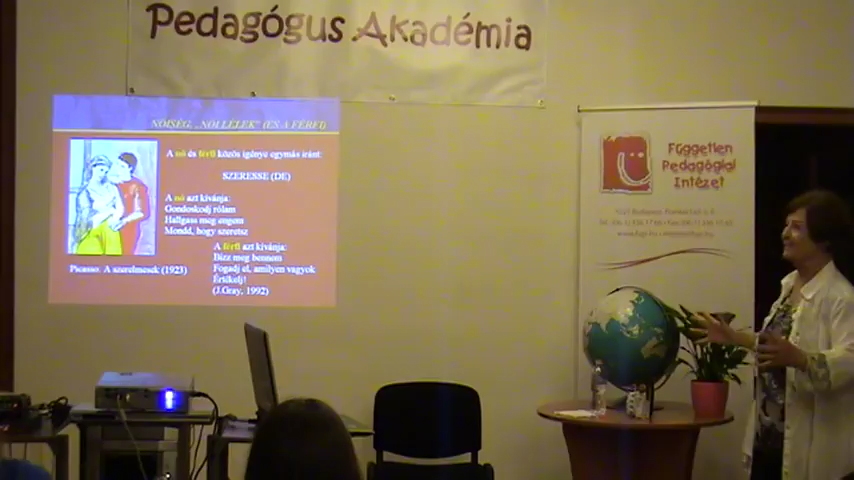 Pedagógus Akadémia
NŐISÉG, „NŐI LÉLEK” (ÉS A FÉRFI)
A nő és férfi közös igénye egymás iránt:
SZERESSE (DE)
A nő azt kívánja:
Gondoskodj rólam
Hallgass meg engem
Mondd, hogy szeretsz
A férfi azt kívánja:
Bízz meg bennem
Fogadj el, amilyen vagyok
Értékelj!
(J.Gray, 1992)
Picasso: A szerelmesek (1923)
Független
Pedagógiai
Intézet